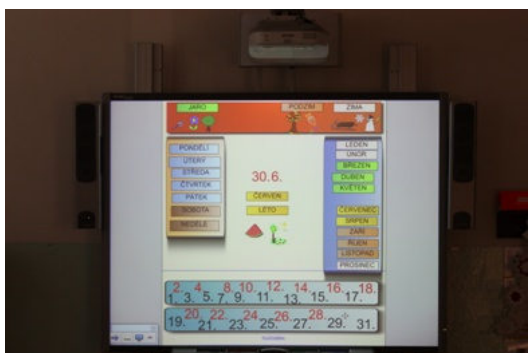 JARO PODZIM ZIMA
PONDĚLÍ
ÚTERÝ
STŘEDA
ČTVRTEK
PÁTEK
SOBOTA
NEDĚLE
30.6.
ČERVEN
LÉTO
LEDEN
ÚNOR
BŘEZEN
DUBEN
KVĚTEN
ČERVENEC
SRPEN
ZÁŘÍ
ŘÍJEN
LISTOPAD
PROSINEC
2. 4. 8. 10. 12. 14. 16. 18.
1. 3. 5. 7. 9. 11. 13. 15. 17.
20. 22. 24. 26. 28.
19. 21. 23. 25. 27. 29. 31.